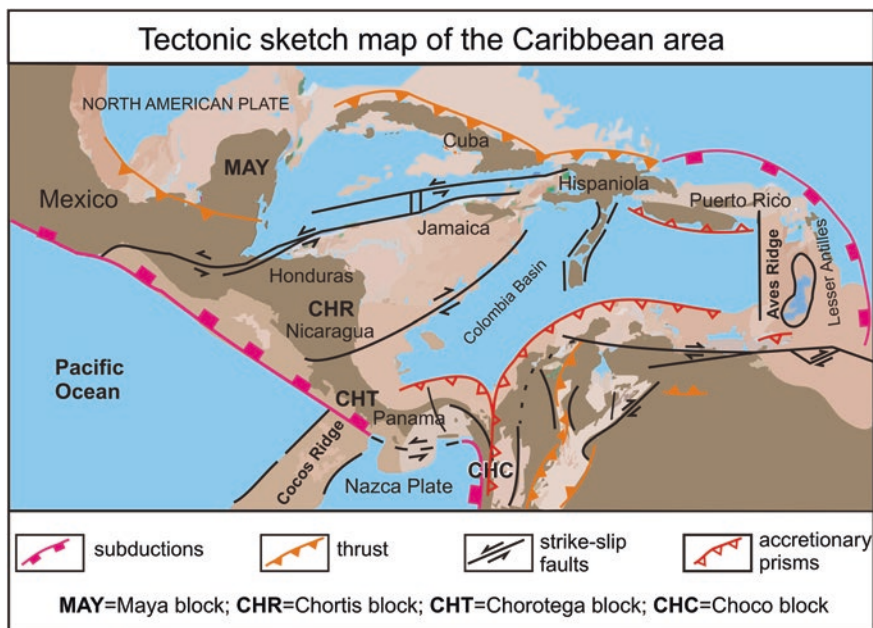 Tectonic sketch map of the Caribbean area
NORTH AMERICAN PLATE
MAY
Cuba
Mexico
Hispaniola
Puerto Rico
Jamaica
Honduras
CHR
Nicaragua
Colombia Basin
Aves Ridge
Lesser Antilles
Pacific
Ocean
CHT
Panama
Cocos Ridge
CHC
Nazca Plate
subductions
thrust
strike-slip
faults
accretionary
prisms
MAY=Maya block; CHR=Chortis block; CHT=Chorotega block; CHC=Choco block